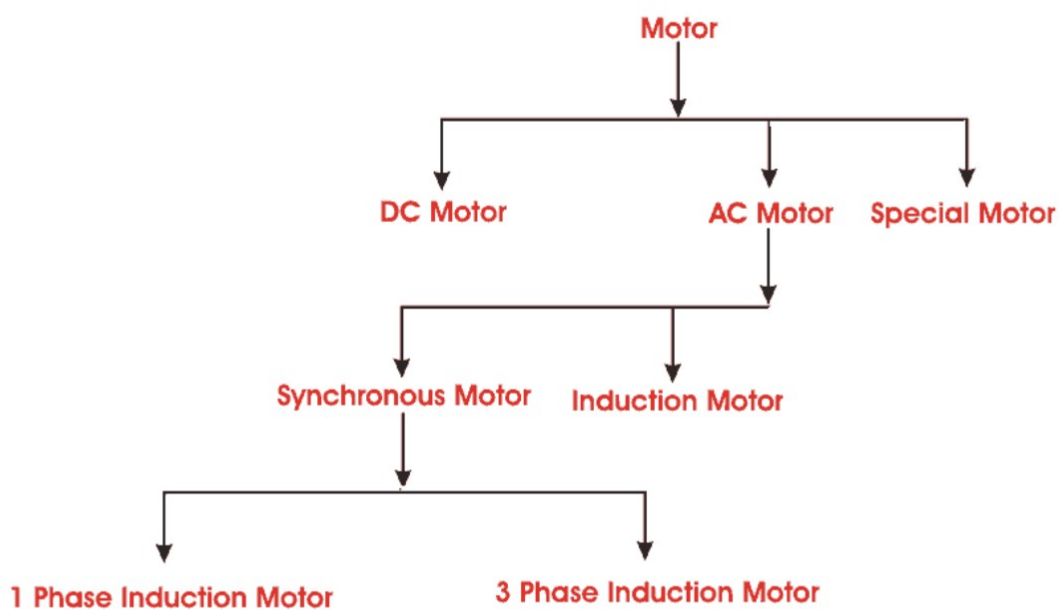 Motor
DC Motor
AC Motor
Special Motor
Synchronous Motor
Induction Motor
1 Phase Induction Motor
3 Phase Induction Motor